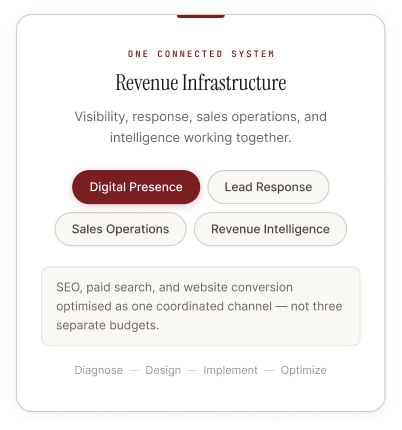 ONE CONNECTED SYSTEM
Revenue Infrastructure
Visibility, response, sales operations, and
intelligence working together.
Digital Presence
Lead Response
Sales Operations
Revenue Intelligence
SEO, paid search, and website conversion
optimised as one coordinated channel — not three
separate budgets.
Diagnose — Design — Implement — Optimize